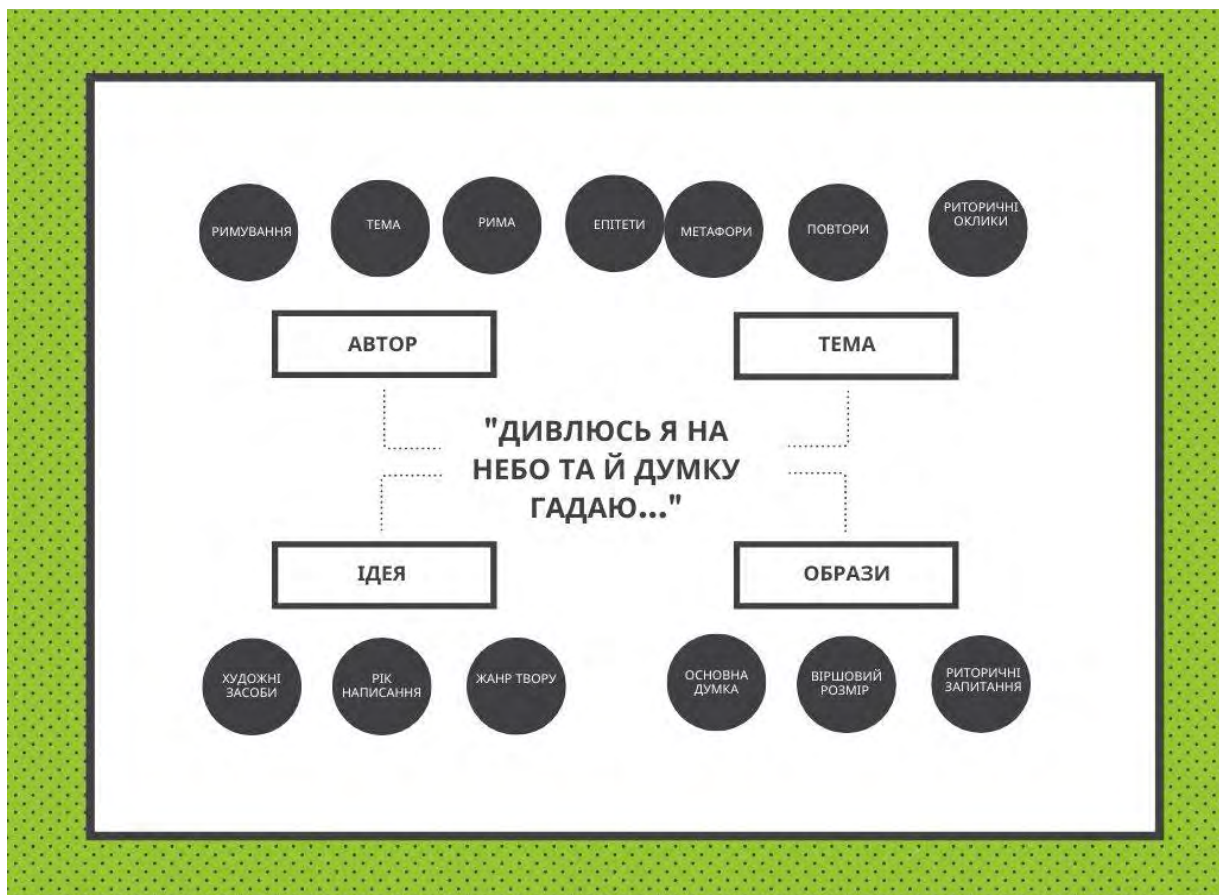 РИМУВАННЯ
ТЕМА
РИМА
ЕПІТЕТИ
МЕТАФОРИ
ПОВТОРИ
РИТОРИЧНІ
ОКЛИКИ
АВТОР
ТЕМА
"ДИВЛЮСЬ Я НА
НЕБО ТА Й ДУМКУ
ГАДАЮ..."
ІДЕЯ
ОБРАЗИ
ХУДОЖНІ
ЗАСОБИ
РІК
НАПИСАННЯ
ЖАНР ТВОРУ
ОСНОВНА
ДУМКА
ВІРШОВИЙ
РОЗМІР
РИТОРИЧНІ
ЗАПИТАННЯ